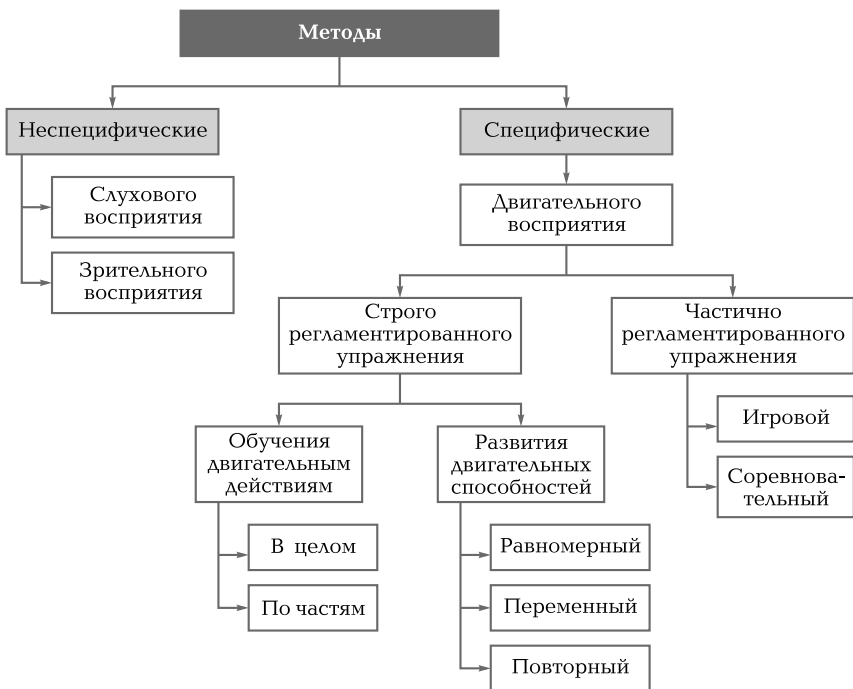 Методы
Неспецифические
Специфические
Слухового
восприятия
Зрительного
восприятия
Двигательного
восприятия
Строго
регламентированного
упражнения
Частично
регламентированного
упражнения
Обучения
двигательным
действиям
Развития
двигательных
способностей
Игровой
Соревнова-
тельный
В целом
По частям
Равномерный
Переменный
Повторный